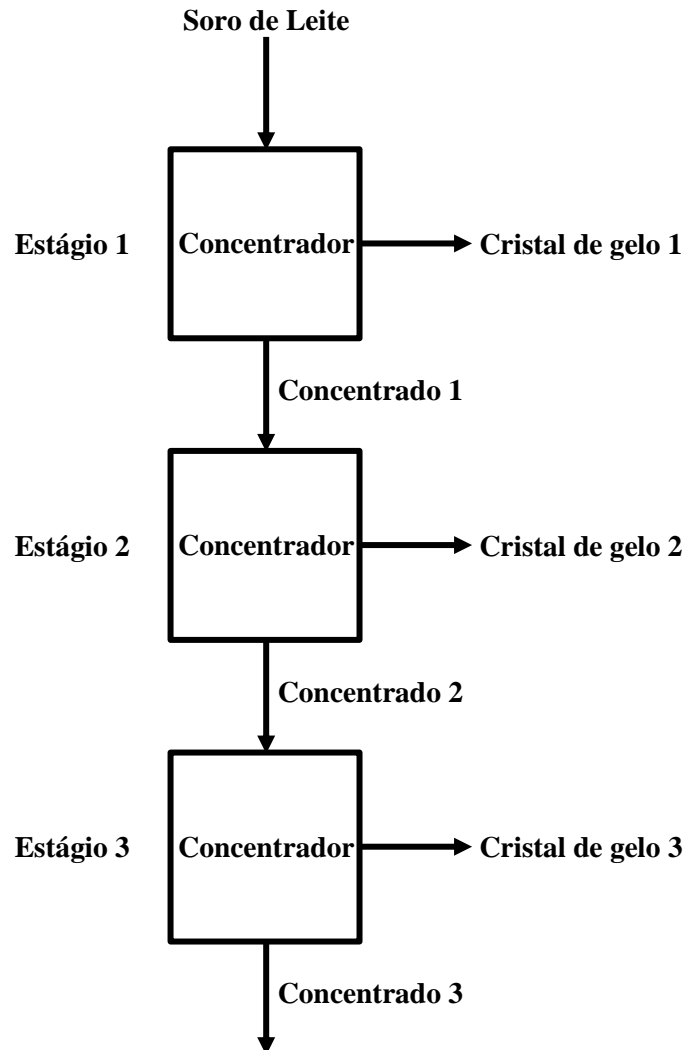 Soro de Leite
Estágio 1
Concentrador
Cristal de gelo 1
Concentrado 1
Estágio 2
Concentrador
Cristal de gelo 2
Concentrado 2
Estágio 3
Concentrador
Cristal de gelo 3
Concentrado 3